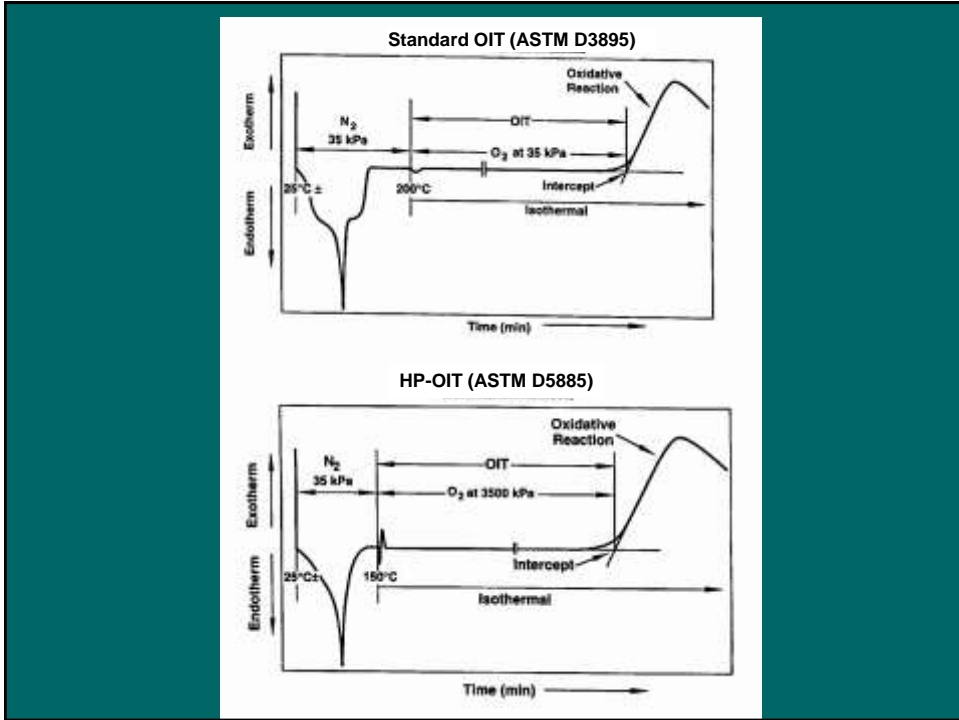 Standard OIT (ASTM D3895)
Oxidative
Reaction
Exotherm
N2
35 kPa
OIT
O2 at 35 kPa
25°C ±
200°C
Intercept
Isothermal
Endotherm
Time (min)
HP-OIT (ASTM D5885)
Oxidative
Reaction
Exotherm
N2
35 kPa
OIT
O2 at 3500 kPa
25°C±
150°C
Intercept
Isothermal
Endotherm
Time (min)